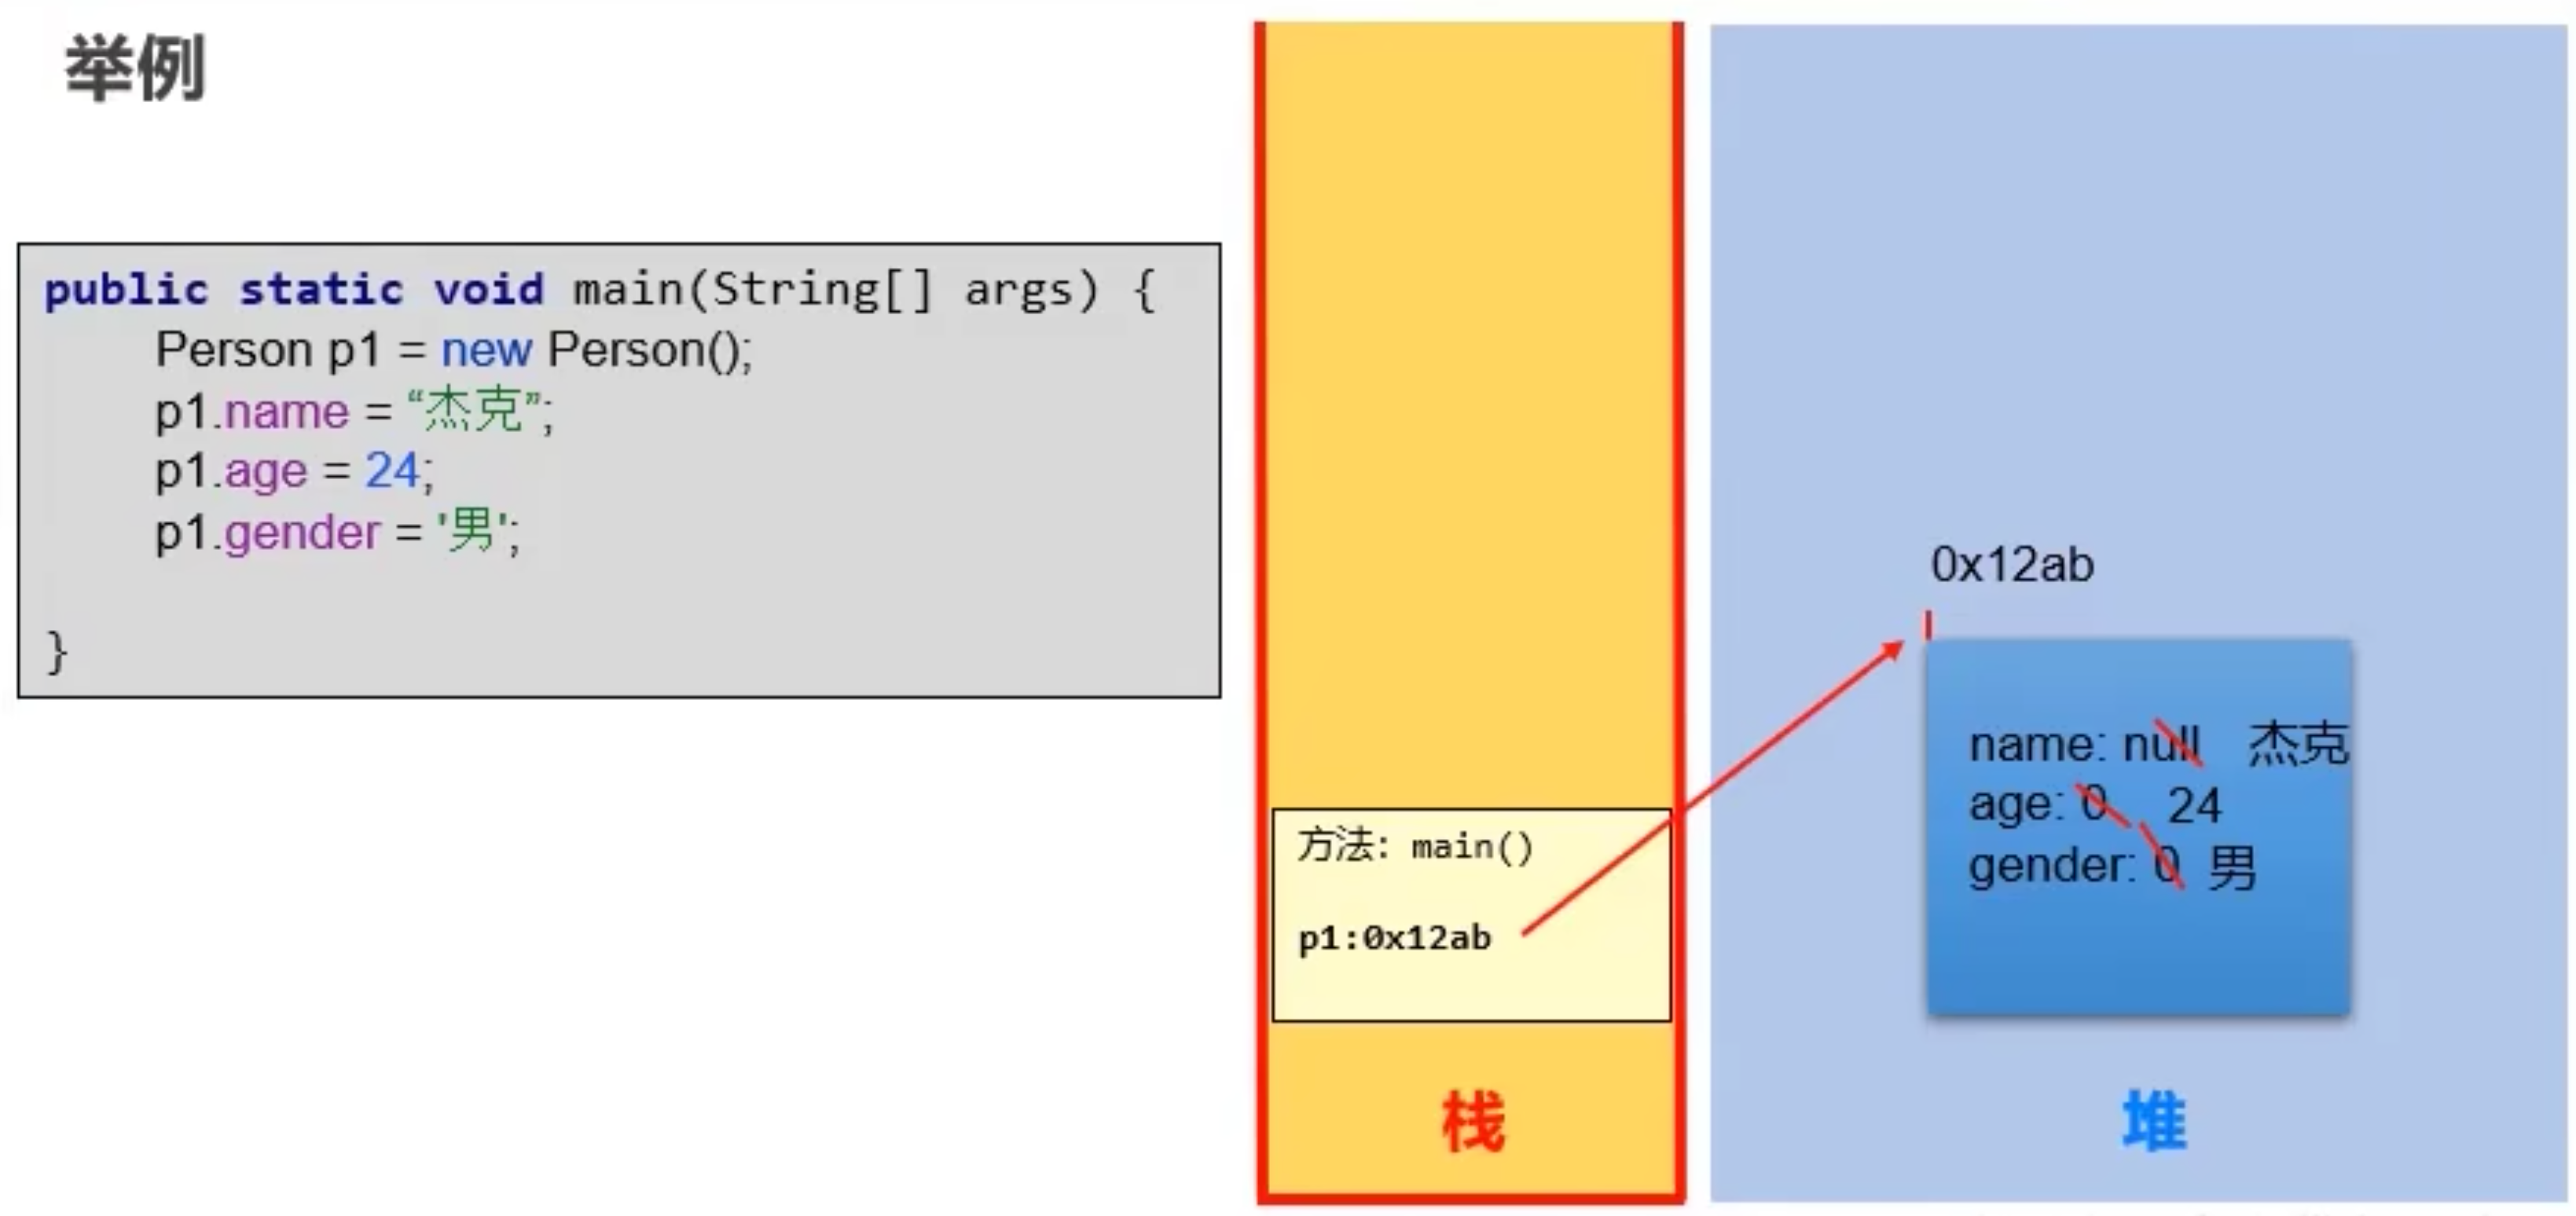 举例
public static void main(String[] args) {
Person p1 = new Person();
p1.name = “杰克”;
p1.age = 24;
p1.gender = '男';
}
方法: main()
p1:0x12ab
栈
0x12ab
name: null 杰克
age: 0 24
gender: 0 男
堆